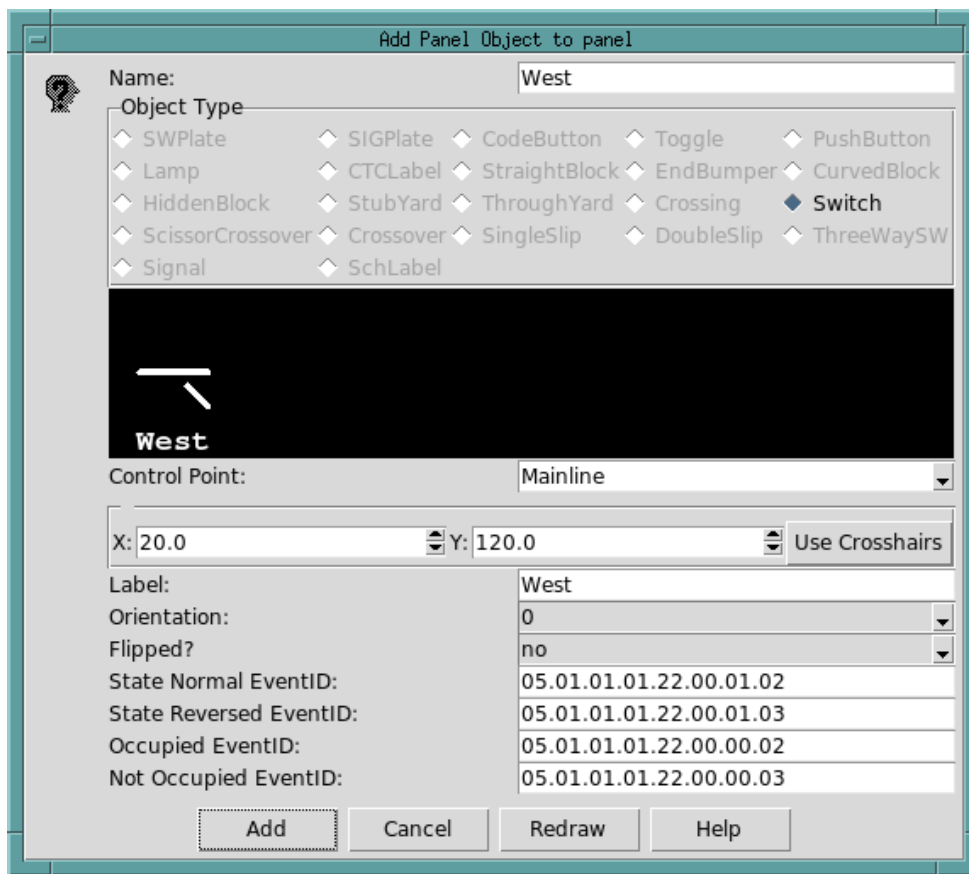 Add Panel Object to panel
Name: West
Object Type
SWPlate SIGPlate CodeButton Toggle PushButton
Lamp CTCLabel StraightBlock EndBumper CurvedBlock
HiddenBlock StubYard ThroughYard Crossing Switch
ScissorCrossover Crossover SingleSlip DoubleSlip ThreeWaySW
Signal SchLabel
West
Control Point: Mainline
X: 20.0 Y: 120.0 Use Crosshairs
Label: West
Orientation: 0
Flipped? no
State Normal EventID: 05.01.01.01.22.00.01.02
State Reversed EventID: 05.01.01.01.22.00.01.03
Occupied EventID: 05.01.01.01.22.00.00.02
Not Occupied EventID: 05.01.01.01.22.00.00.03
Add Cancel Redraw Help